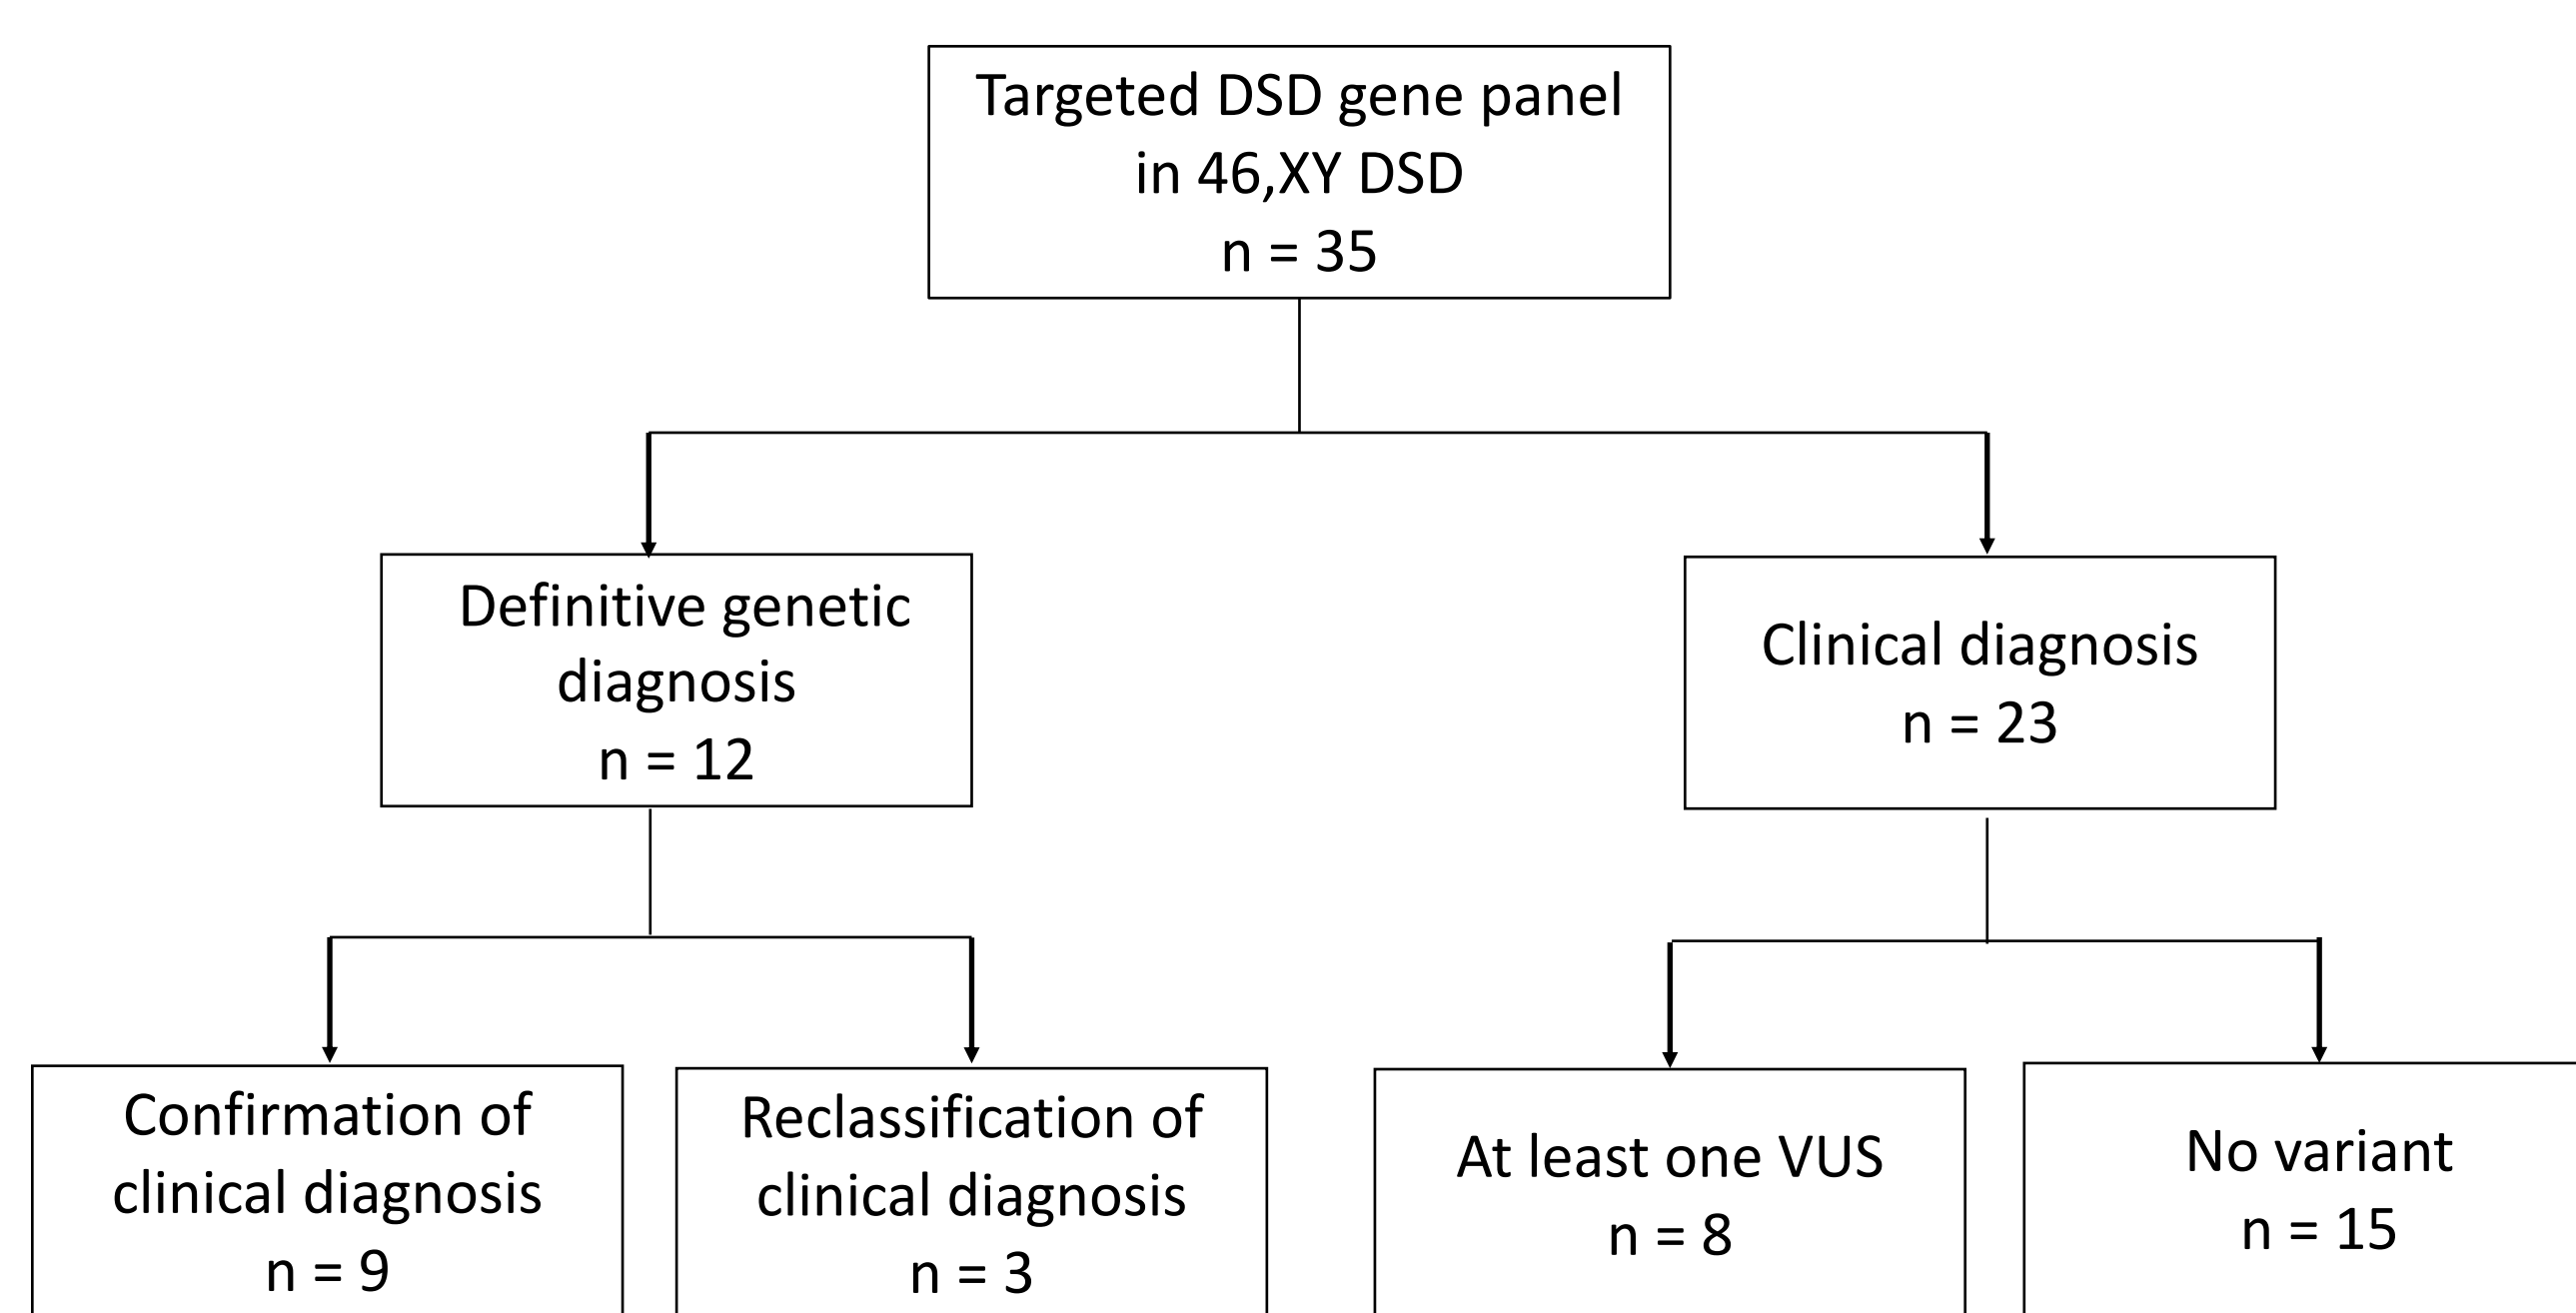 Targeted DSD gene panel
in 46,XY DSD
n = 35
Definitive genetic
diagnosis
n = 12
Clinical diagnosis
n = 23
Confirmation of
clinical diagnosis
n = 9
Reclassification of
clinical diagnosis
n = 3
At least one VUS
n = 8
No variant
n = 15